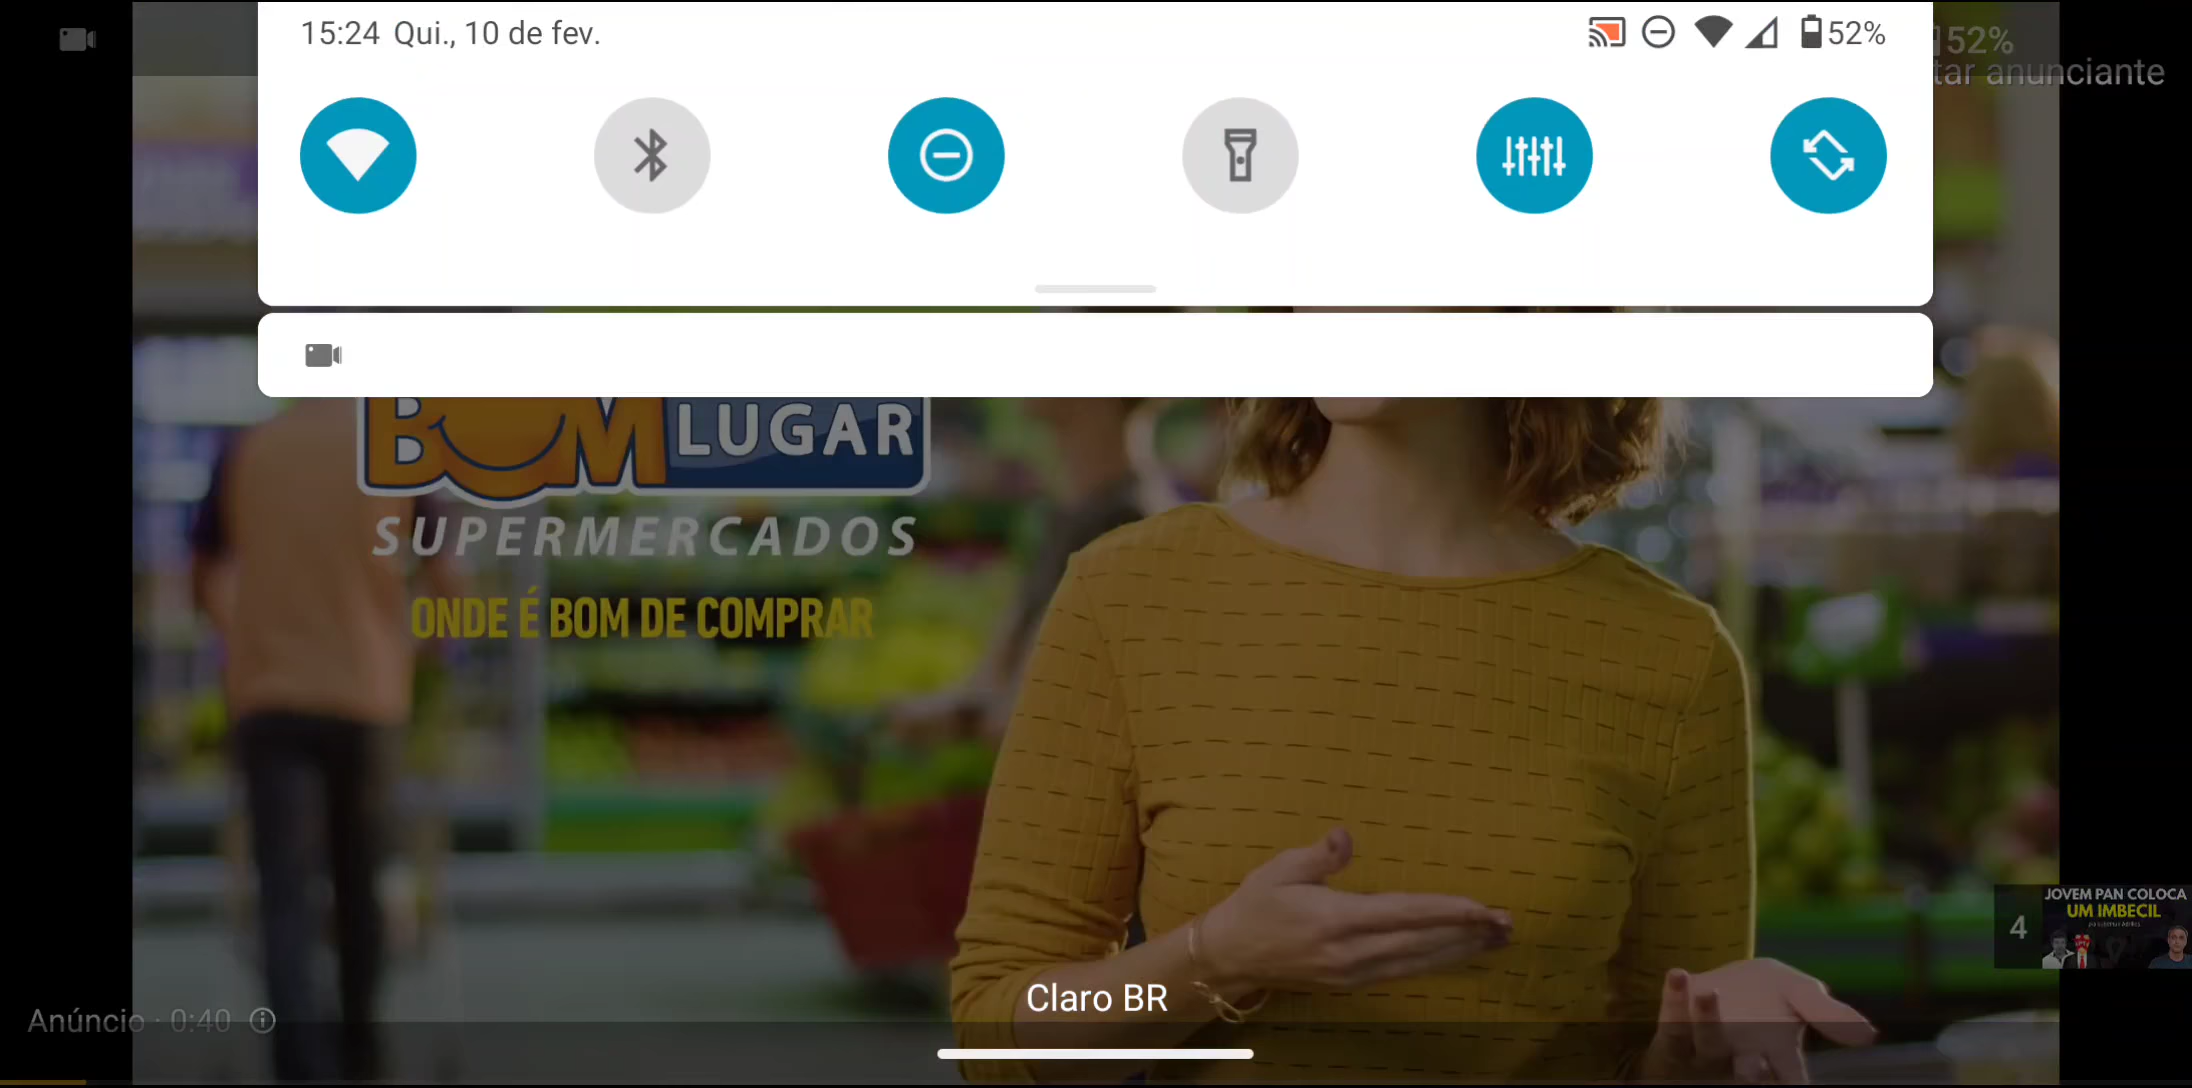 15:24 Qui., 10 de fev.
52%
52%
tar anunciante
BOM LUGAR
SUPERMERCADOS
ONDE É BOM DE COMPRAR
JOVEM PAN COLOCA
UM IMBECIL
4
Claro BR
Anúncio · 0:40